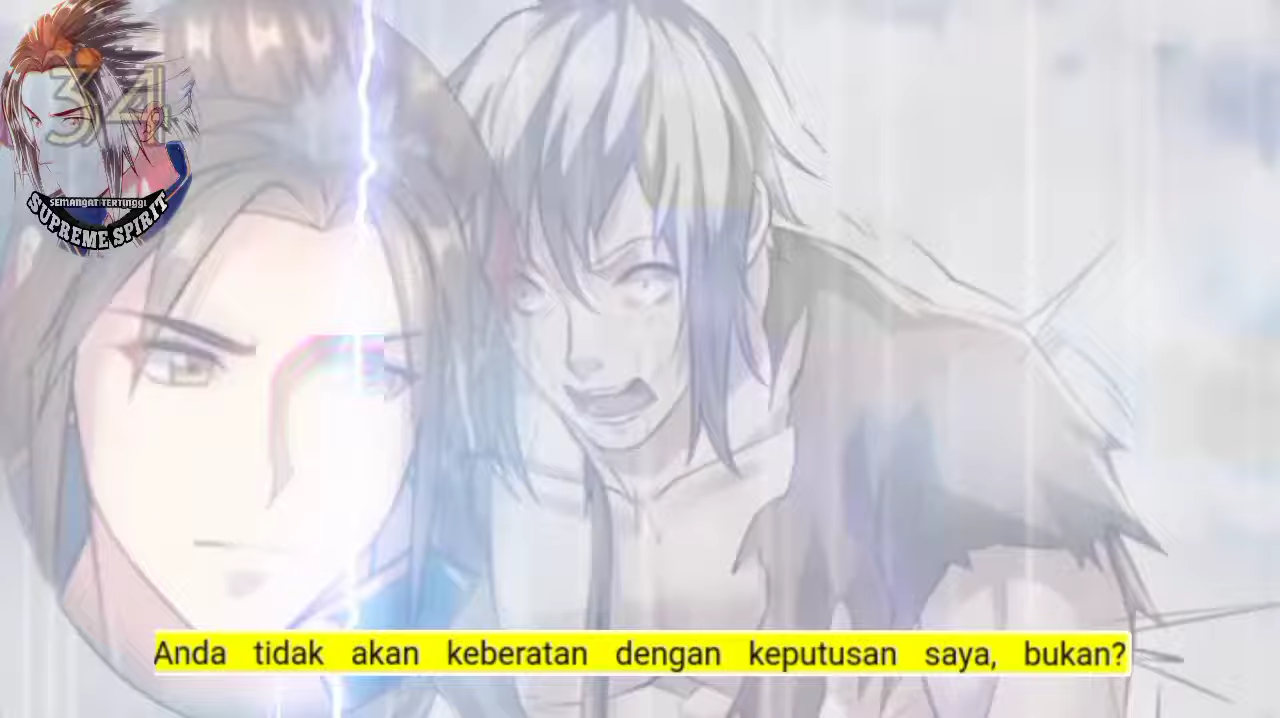 34
SEMANGAT TERTINGGI
SUPREME SPIRIT
Anda tidak akan keberatan dengan keputusan saya, bukan?